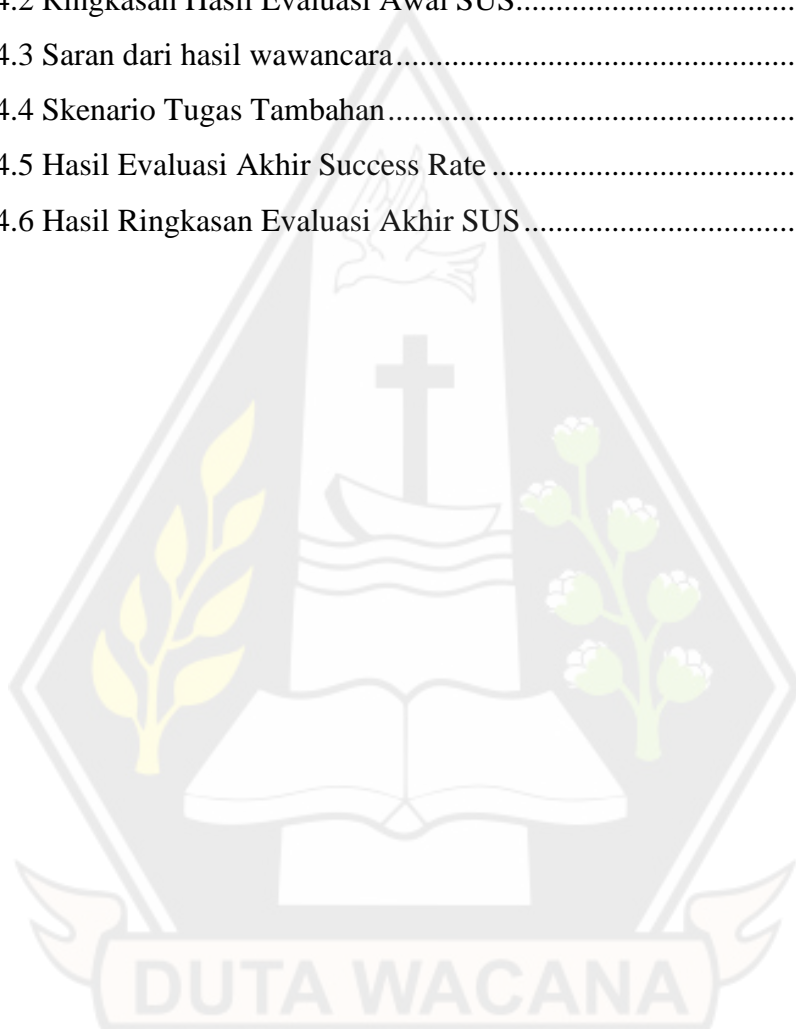 4.2 Ringkasan Hasil Evaluasi Awal SUS....................................
4.3 Saran dari hasil wawancara..................................................
4.4 Skenario Tugas Tambahan...................................................
4.5 Hasil Evaluasi Akhir Success Rate ......................................
4.6 Hasil Ringkasan Evaluasi Akhir SUS..................................
DUTA WACANA